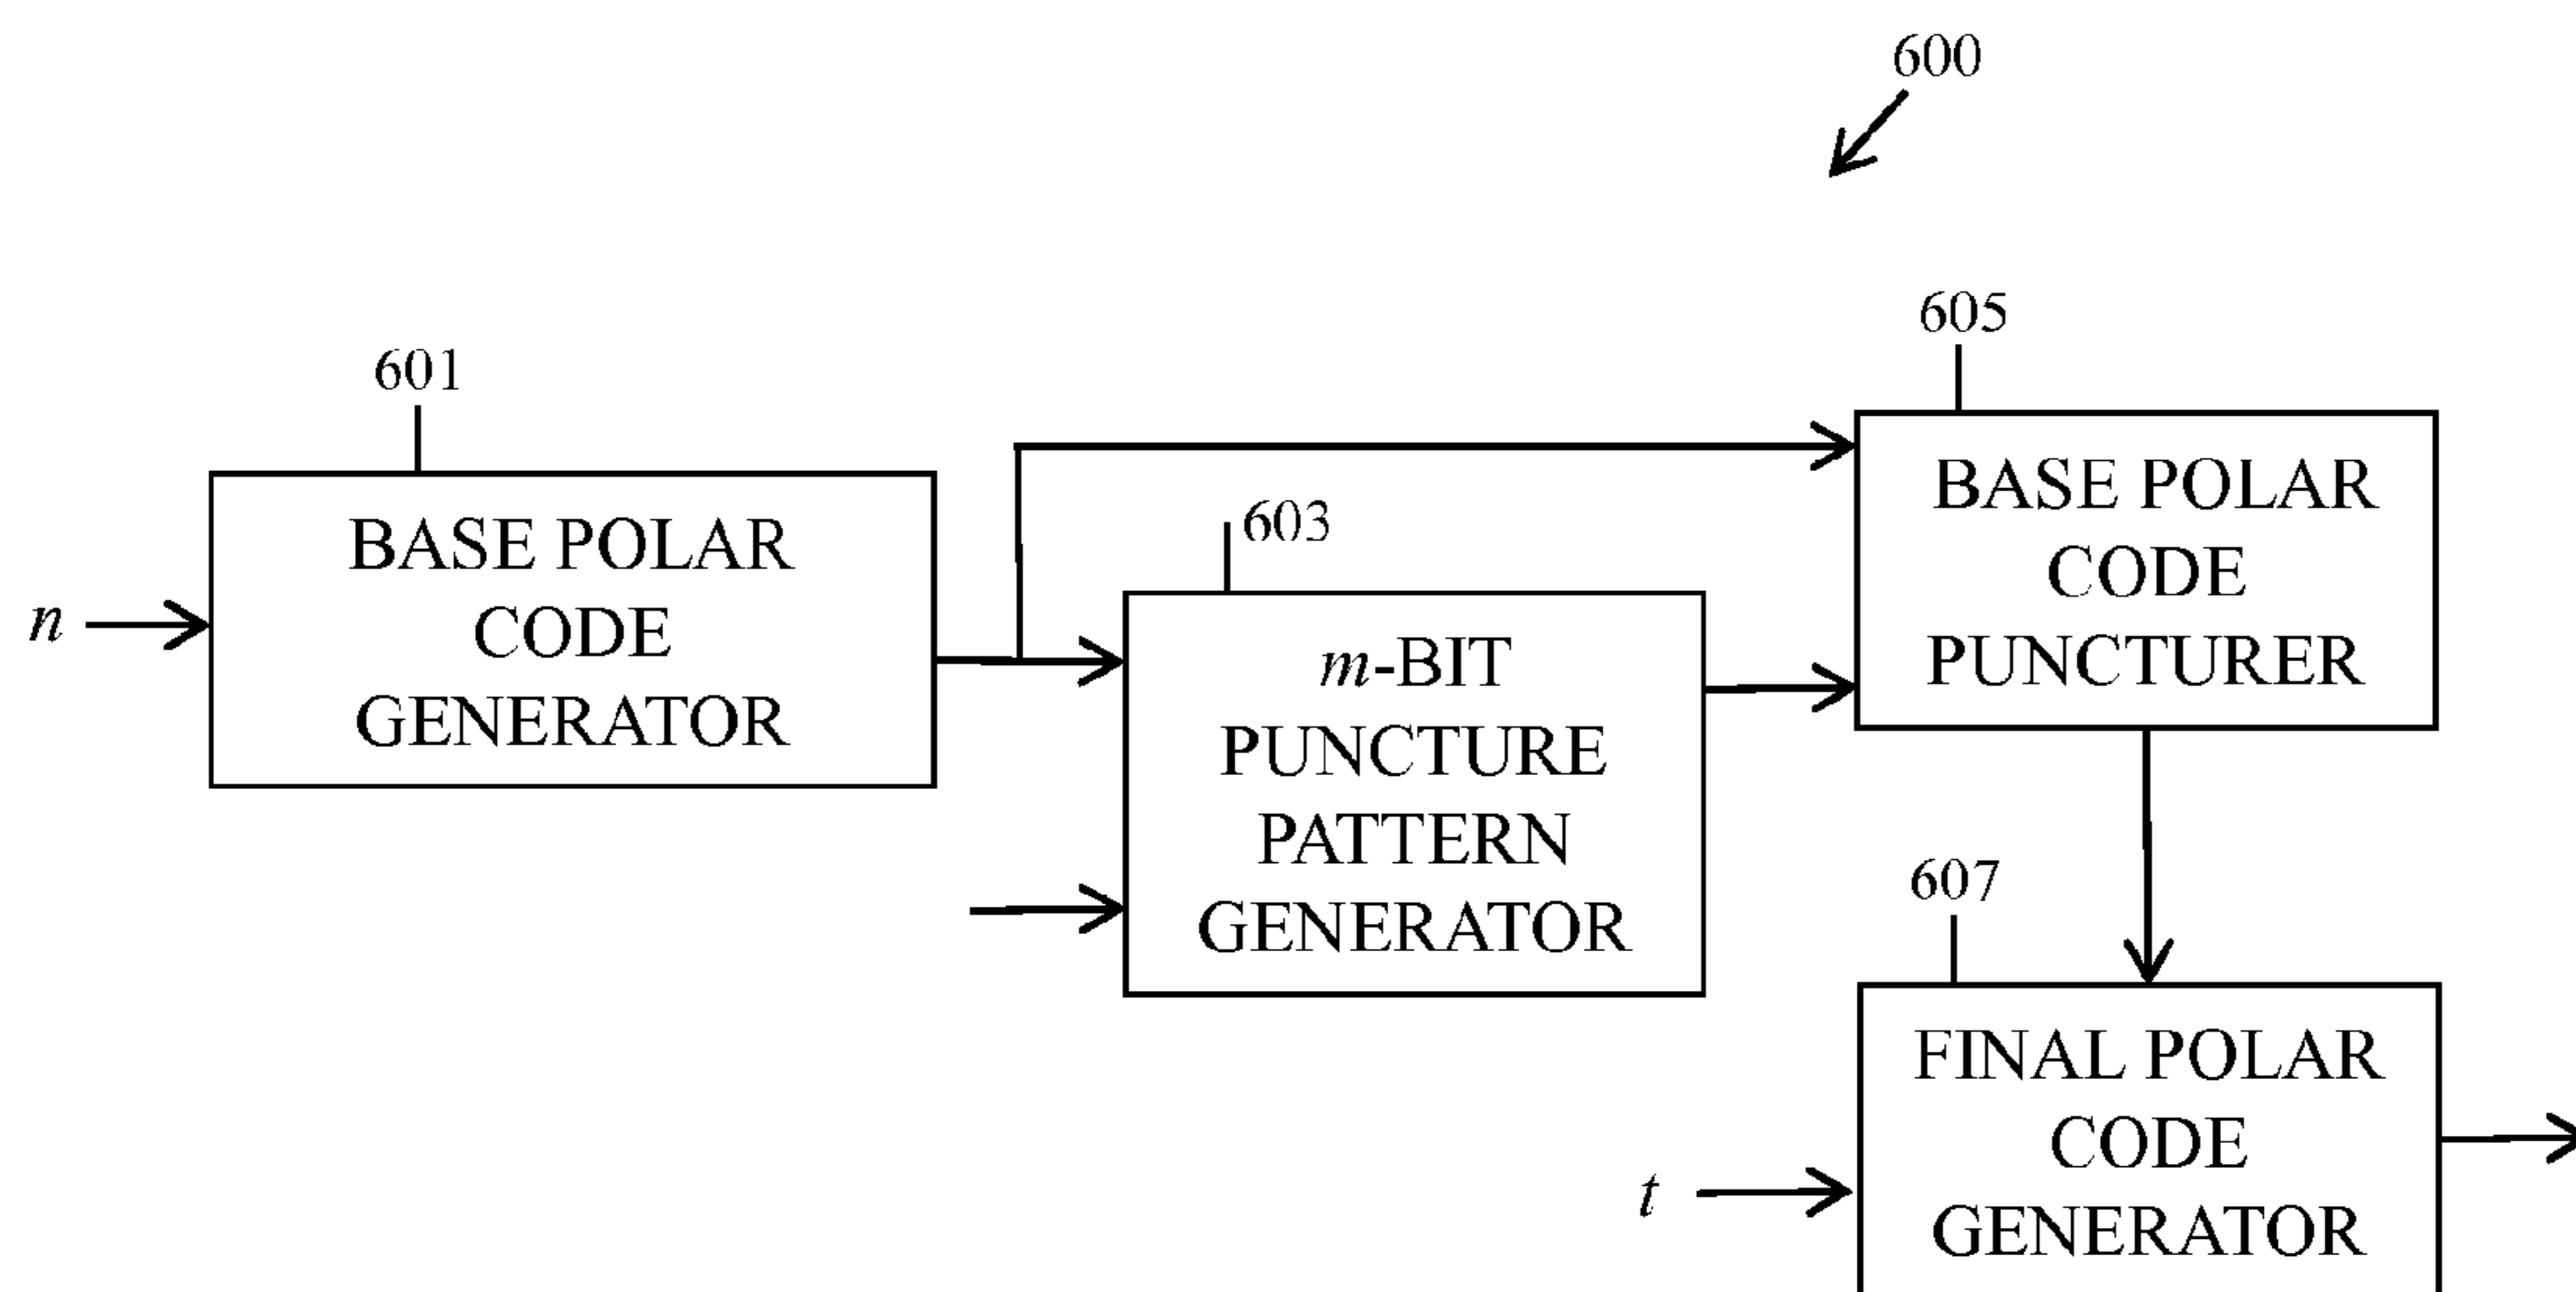 600
601
BASE POLAR
CODE
GENERATOR
n
603
m-BIT
PUNCTURE
PATTERN
GENERATOR
605
BASE POLAR
CODE
PUNCTURER
607
FINAL POLAR
CODE
GENERATOR
t